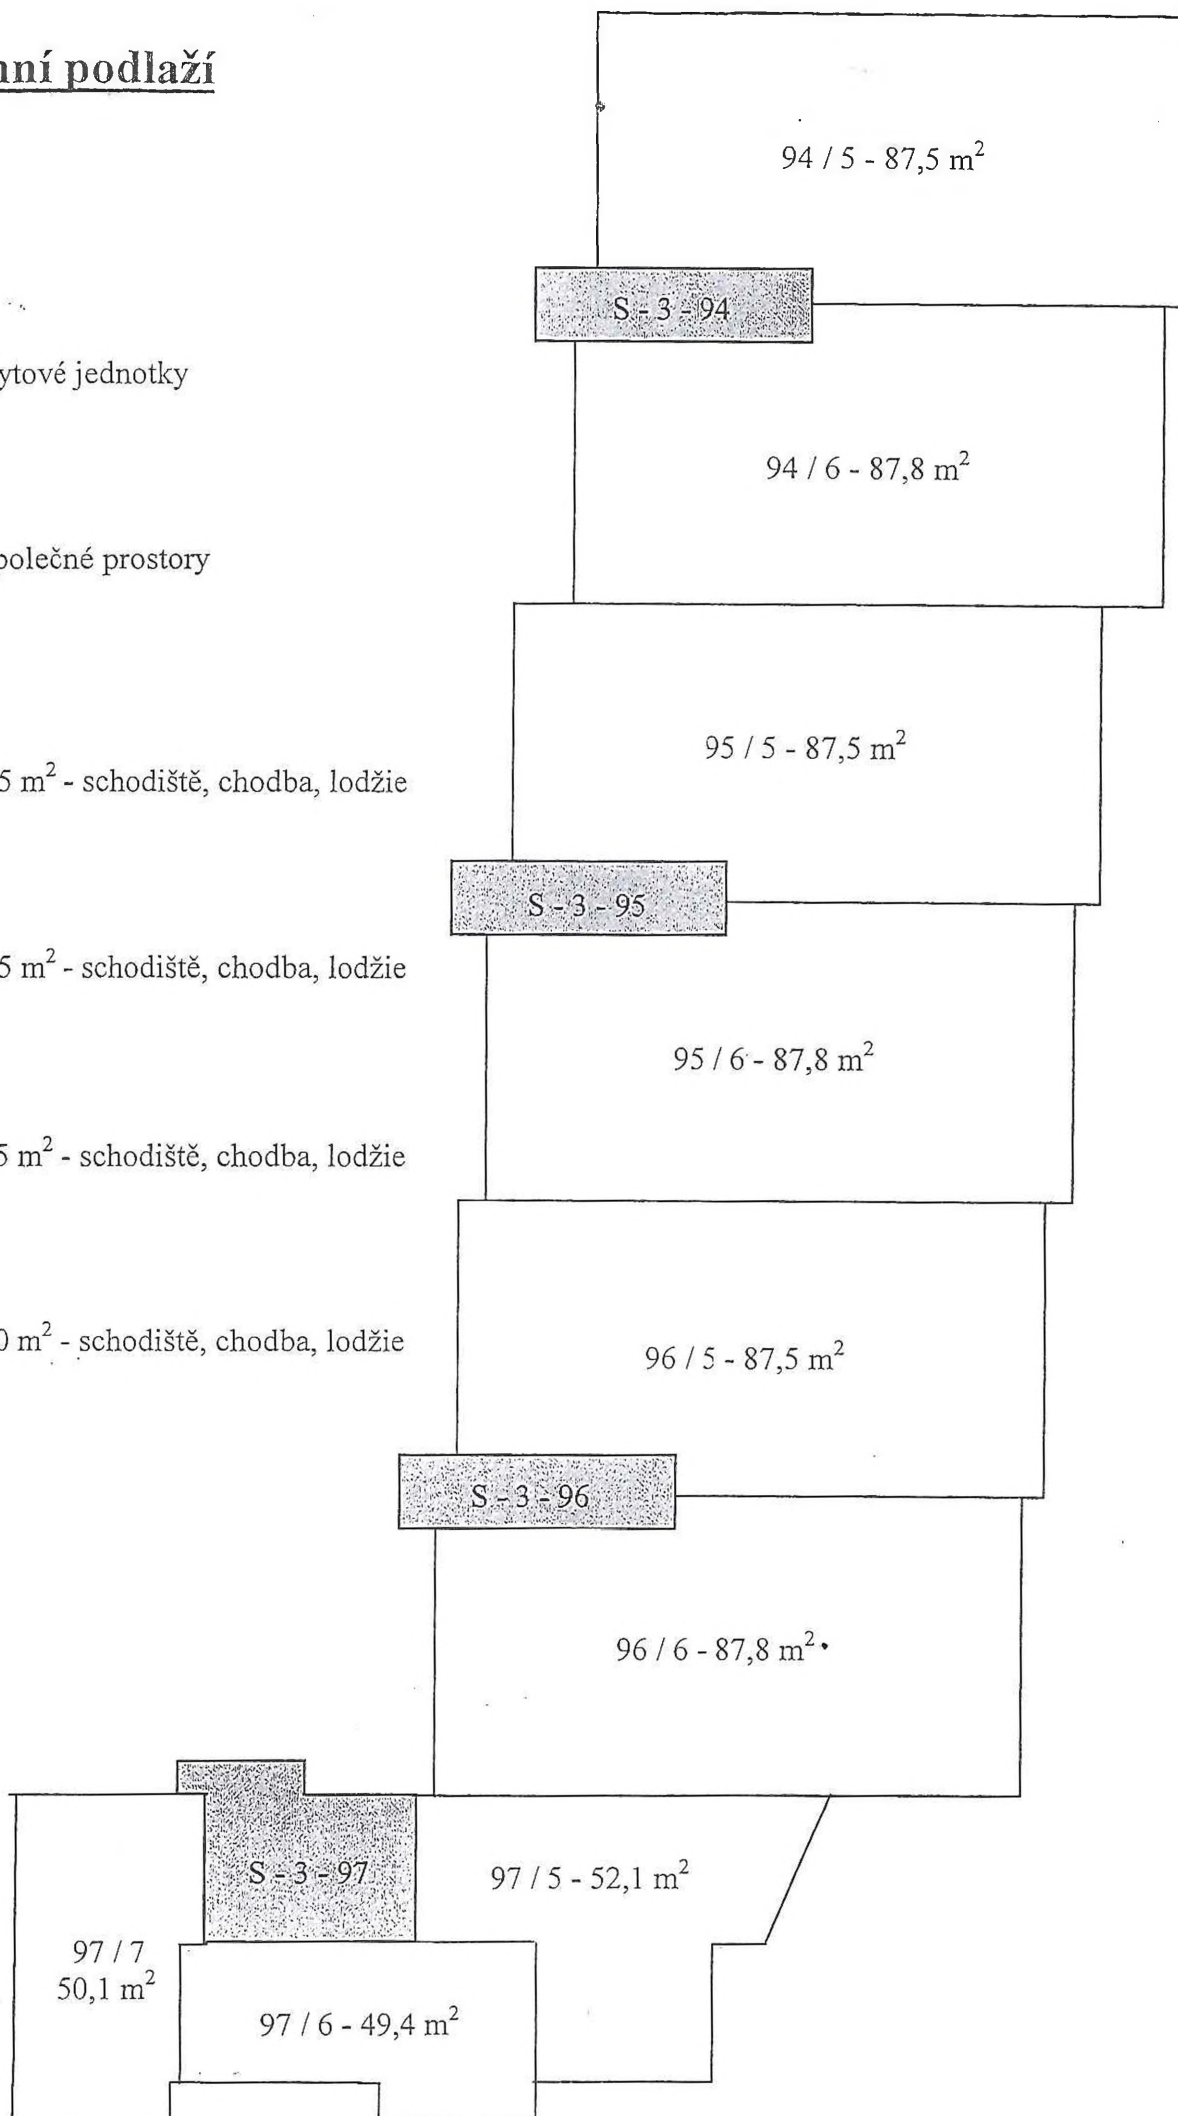 nní podlaží
94 / 5 - 87,5 m²
S - 3 - 94
ytové jednotky
94 / 6 - 87,8 m²
polečné prostory
95 / 5 - 87,5 m²
5 m² - schodiště, chodba, lodžie
S - 3 - 95
5 m² - schodiště, chodba, lodžie
95 / 6 - 87,8 m²
5 m² - schodiště, chodba, lodžie
0 m² - schodiště, chodba, lodžie
96 / 5 - 87,5 m²
S - 3 - 96
96 / 6 - 87,8 m²
S - 3 - 97
97 / 5 - 52,1 m²
97 / 7
50,1 m²
97 / 6 - 49,4 m²